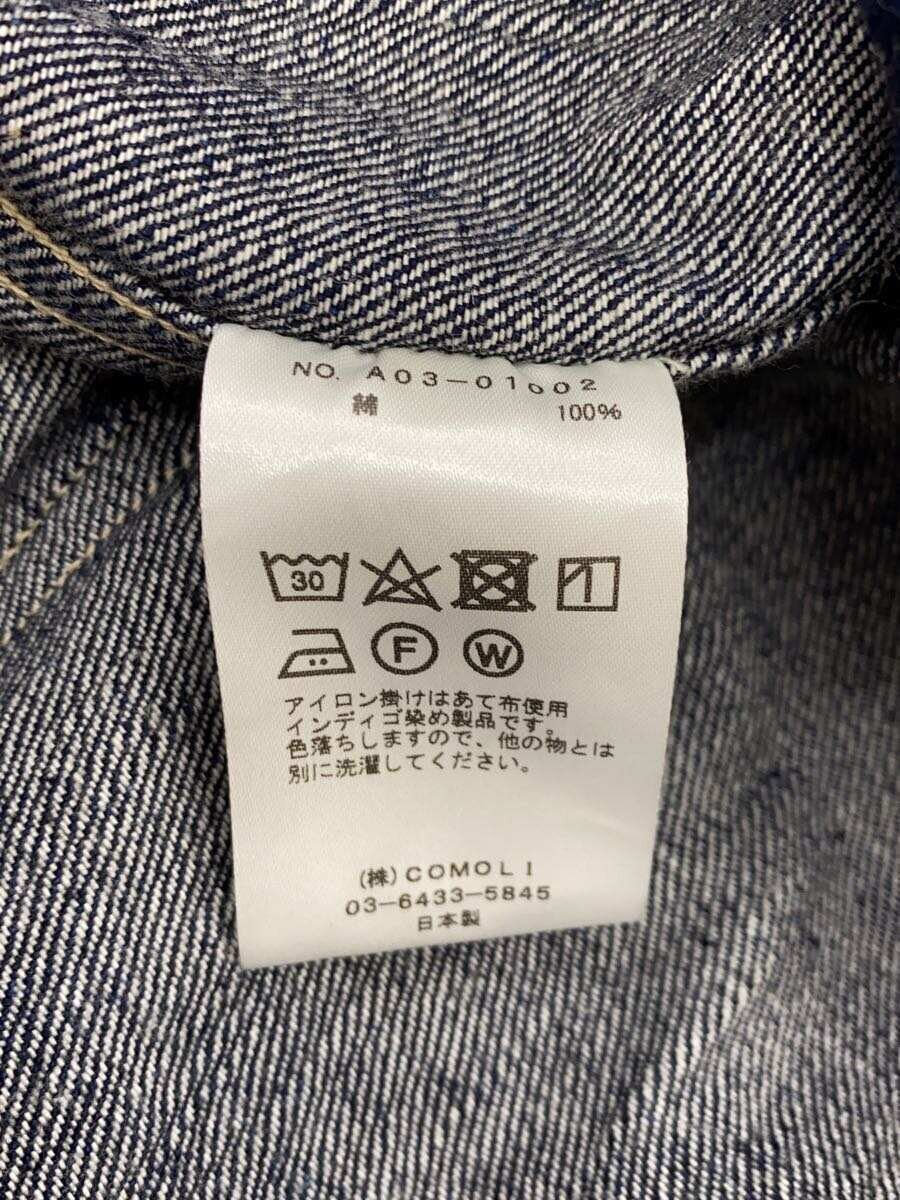 NO. A03-01002
綿 100%
30
F W
アイロン掛けはあて布使用
インディゴ染め製品です。
色落ちしますので、他の物とは
別に洗濯してください。
(株)COMOLI
03-6433-5845
日本製